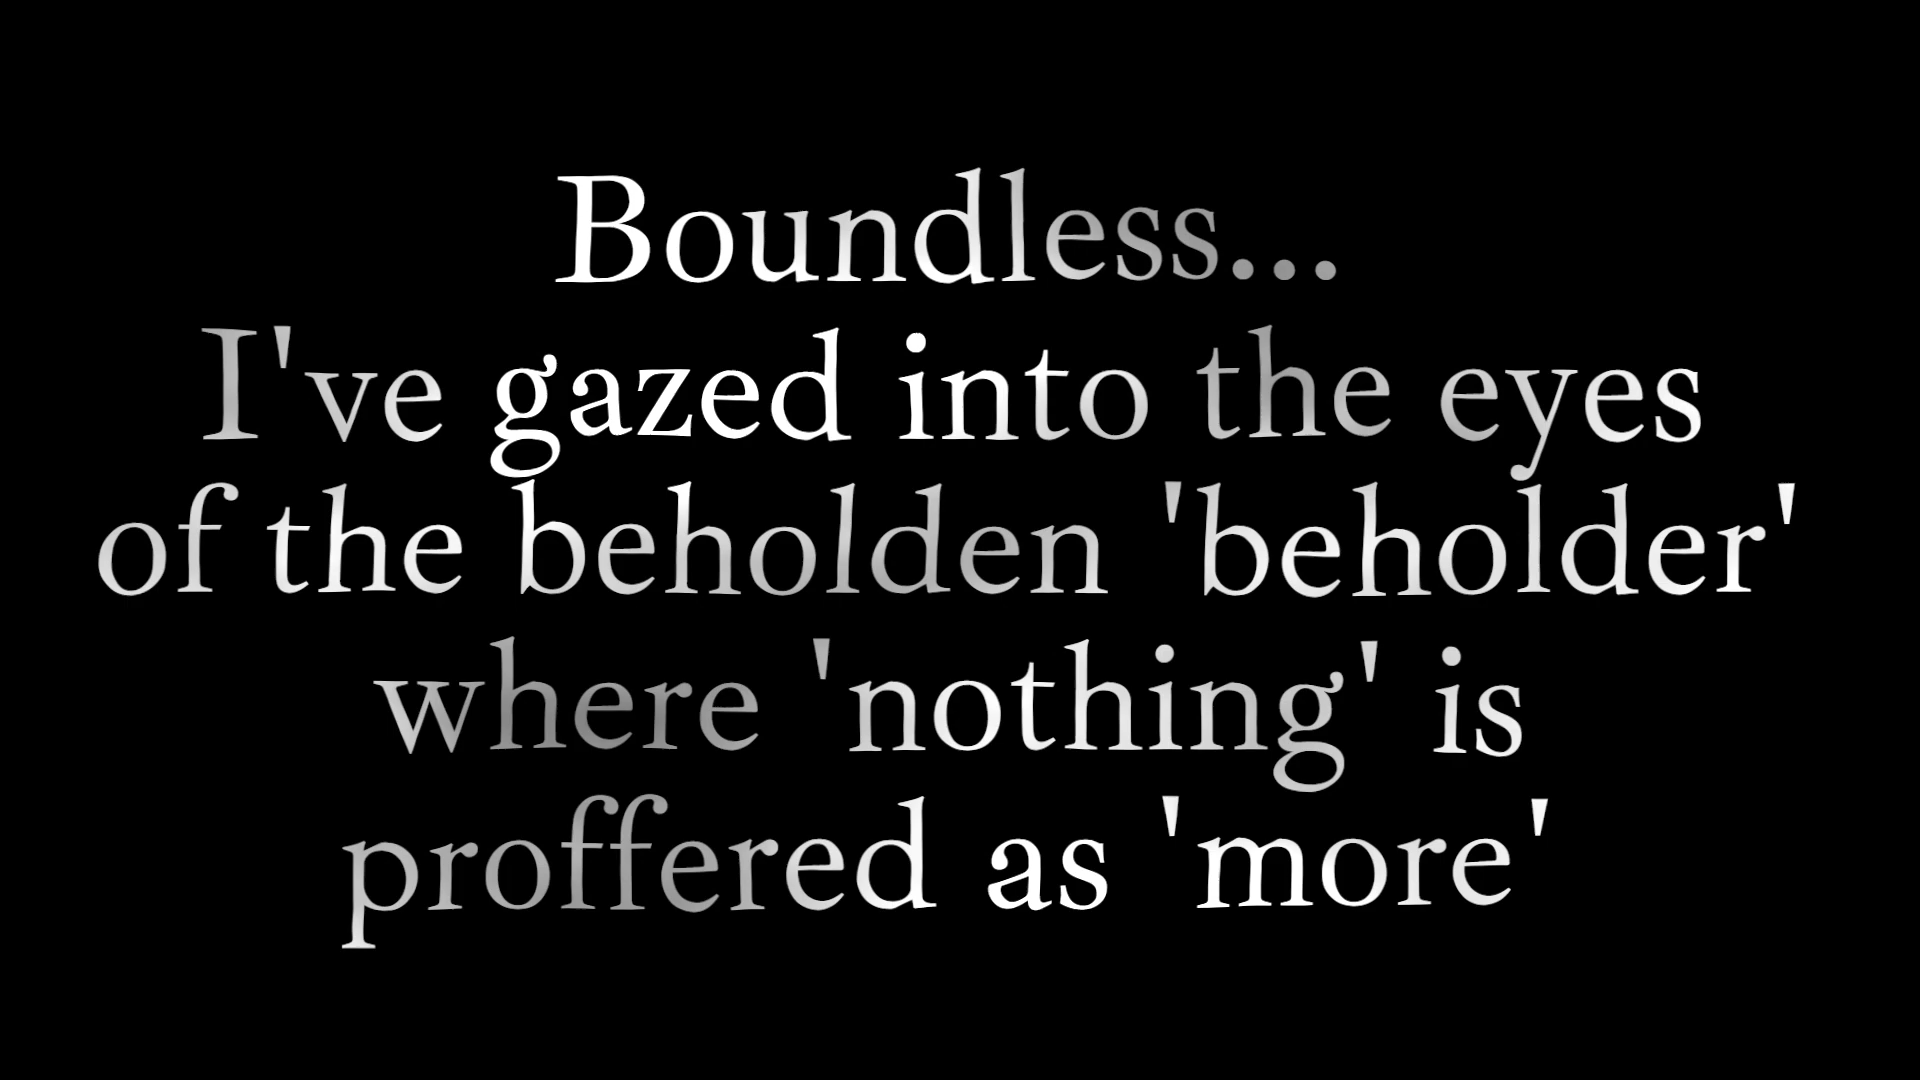 Boundless...
I've gazed into the eyes
of the beholden 'beholder'
where 'nothing' is
proffered as 'more'